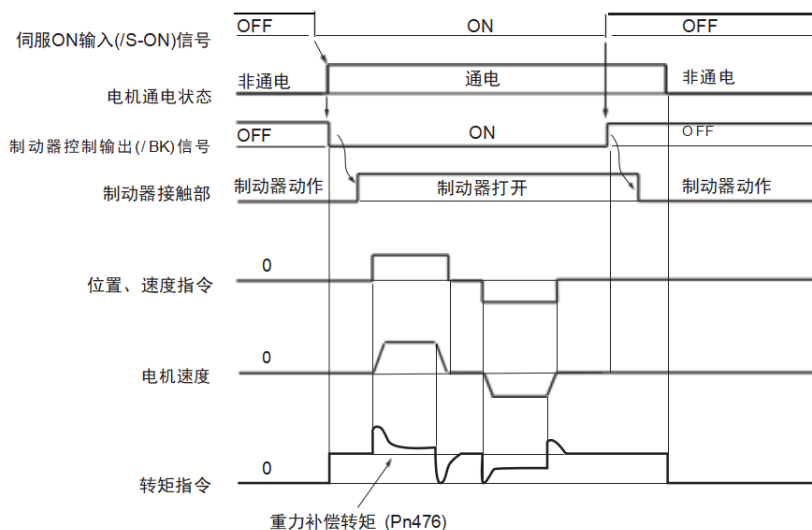 伺服ON输入(/S-ON)信号 OFF ON OFF
电机通电状态 非通电 通电 非通电
制动器控制输出(/BK)信号 OFF ON OFF
制动器接触部 制动器动作 制动器打开 制动器动作
位置、速度指令 0
电机速度 0
转矩指令 0
重力补偿转矩 (Pn476)